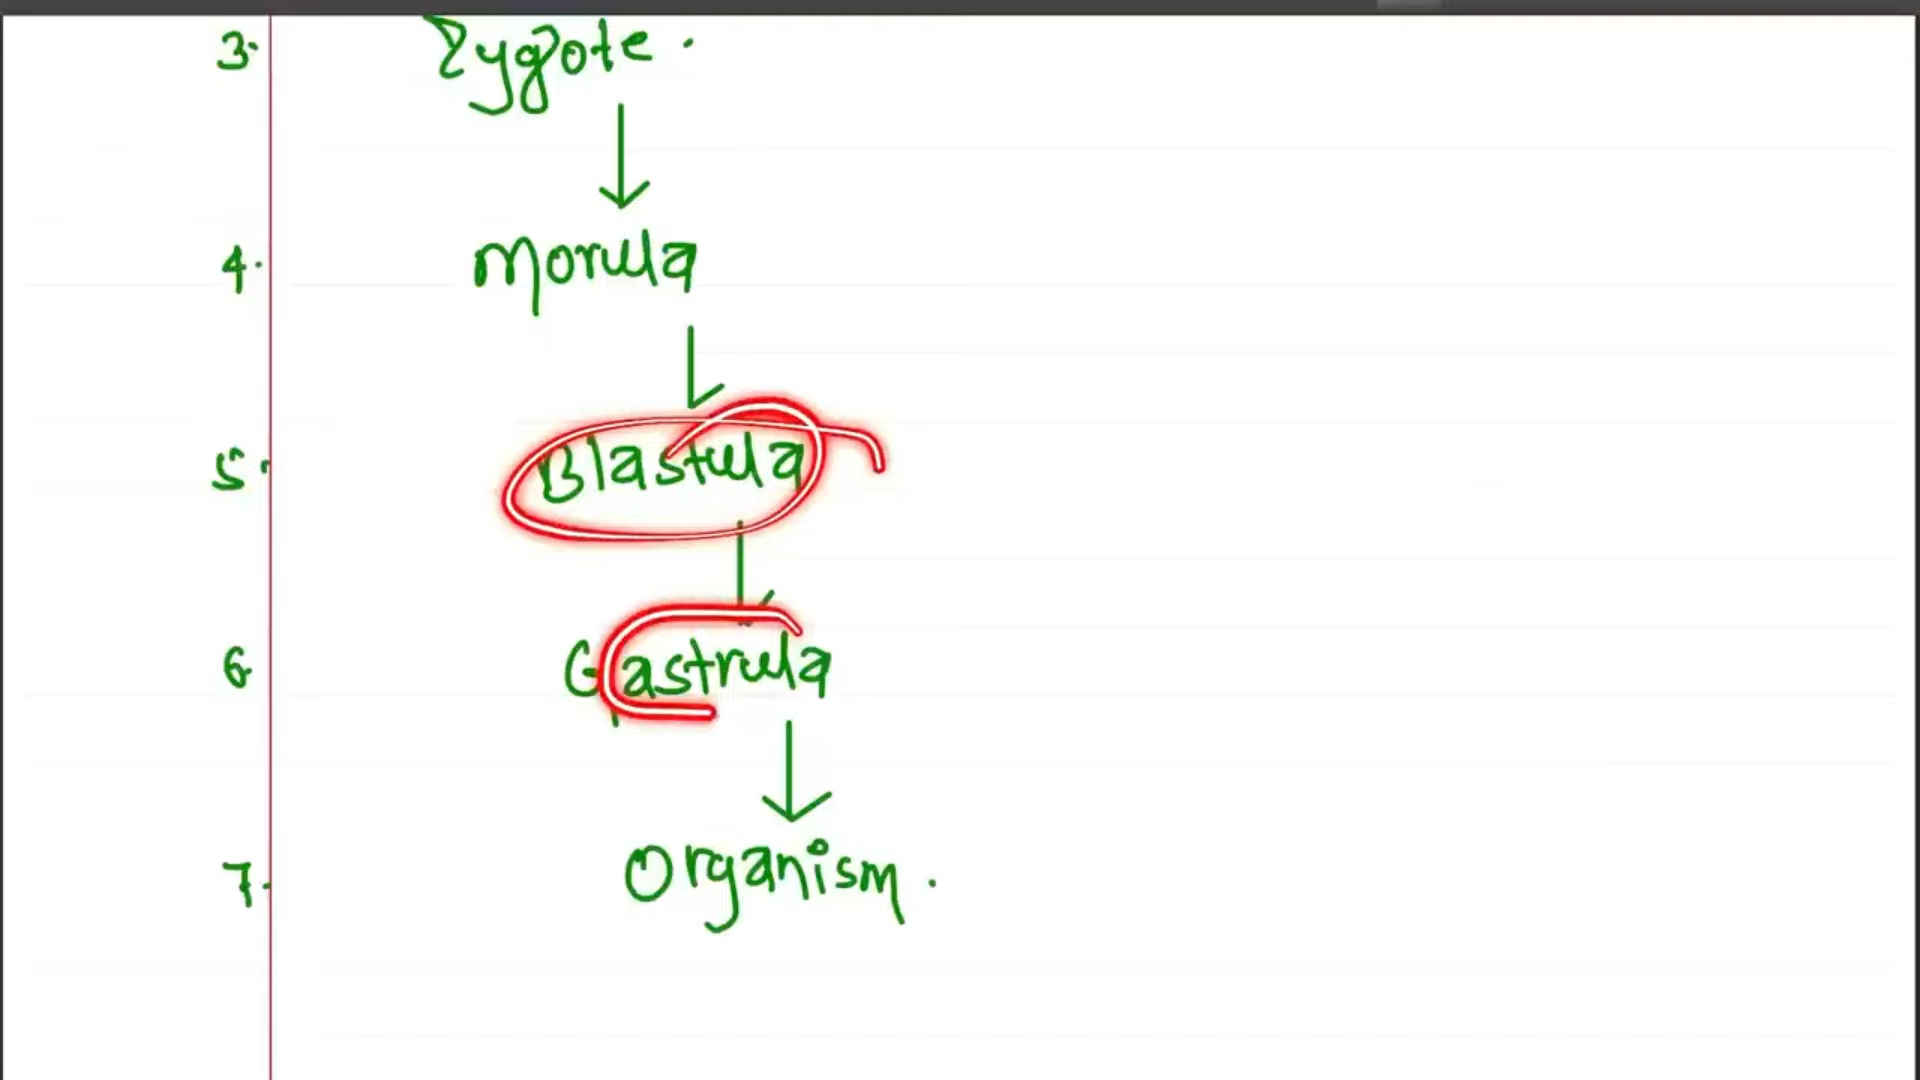 3. Zygote.
4. Morula
5. Blastula
6. Gastrula
7. Organism.